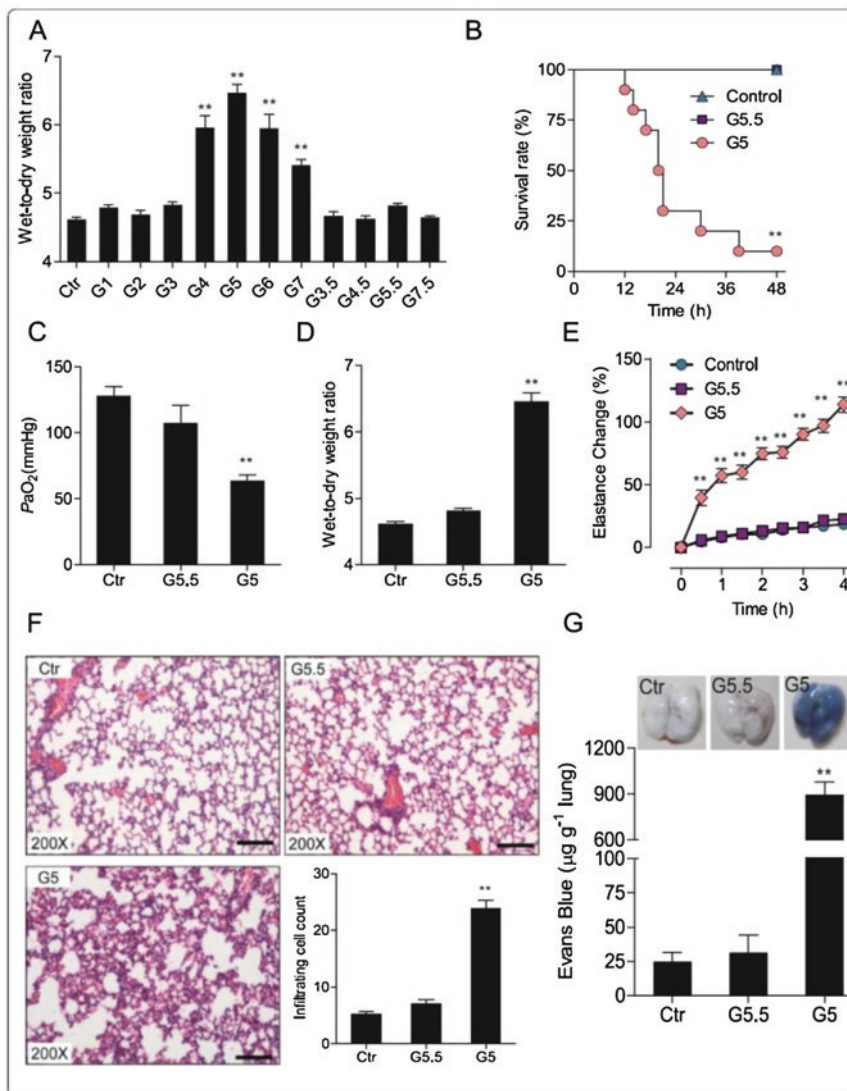 A
Wet-to-dry weight ratio
7
6
5
4
** ** ** **
Ctr G1 G2 G3 G4 G5 G6 G7 G3.5 G4.5 G5.5 G7.5
B
Survival rate (%)
100
75
50
25
0
Control
G5.5
G5
**
0 12 24 36 48
Time (h)
C
PaO2(mmHg)
150
100
50
0
**
Ctr G5.5 G5
D
Wet-to-dry weight ratio
7
6
5
4
**
Ctr G5.5 G5
E
Elastance Change (%)
150
100
50
0
Control
G5.5
G5
** ** ** ** ** ** ** **
0 1 2 3 4
Time (h)
F
Ctr
200X
G5.5
200X
G5
200X
Infiltrating cell count
30
20
10
0
**
Ctr G5.5 G5
G
Ctr G5.5 G5
Evans Blue (µg g-1 lung)
1200
900
600
100
75
50
25
0
**
Ctr G5.5 G5